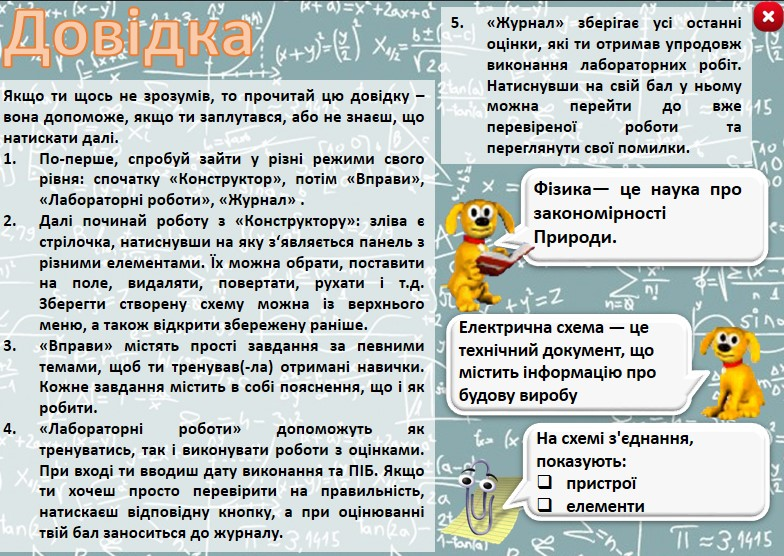 Довідка
Якщо ти щось не зрозумів, то прочитай цю довідку –
вона допоможе, якщо ти заплутався, або не знаєш, що
натискати далі.
1. По-перше, спробуй зайти у різні режими свого
рівня: спочатку «Конструктор», потім «Вправи»,
«Лабораторні роботи», «Журнал» .
2. Далі починай роботу з «Конструктору»: зліва є
стрілочка, натиснувши на яку з’являється панель з
різними елементами. Їх можна обрати, поставити
на поле, видаляти, повертати, рухати і т.д.
Зберегти створену схему можна із верхнього
меню, а також відкрити збережену раніше.
3. «Вправи» містять прості завдання за певними
темами, щоб ти тренував(-ла) отримані навички.
Кожне завдання містить в собі пояснення, що і як
робити.
4. «Лабораторні роботи» допоможуть як
тренуватись, так і виконувати роботи з оцінками.
При вході ти вводиш дату виконання та ПІБ. Якщо
ти хочеш просто перевірити на правильність,
натискаєш відповідну кнопку, а при оцінюванні
твій бал заноситься до журналу.
5. «Журнал» зберігає усі останні
оцінки, які ти отримав упродовж
виконання лабораторних робіт.
Натиснувши на свій бал у ньому
можна перейти до вже
перевіреної роботи та
переглянути свої помилки.
Фізика— це наука про
закономірності
Природи.
Електрична схема — це
технічний документ, що
містить інформацію про
будову виробу
На схемі з'єднання,
показують:
❑ пристрої
❑ елементи